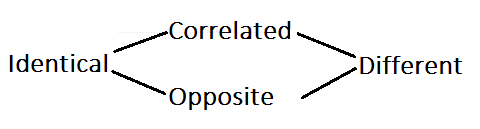 Correlated
Identical
Different
Opposite